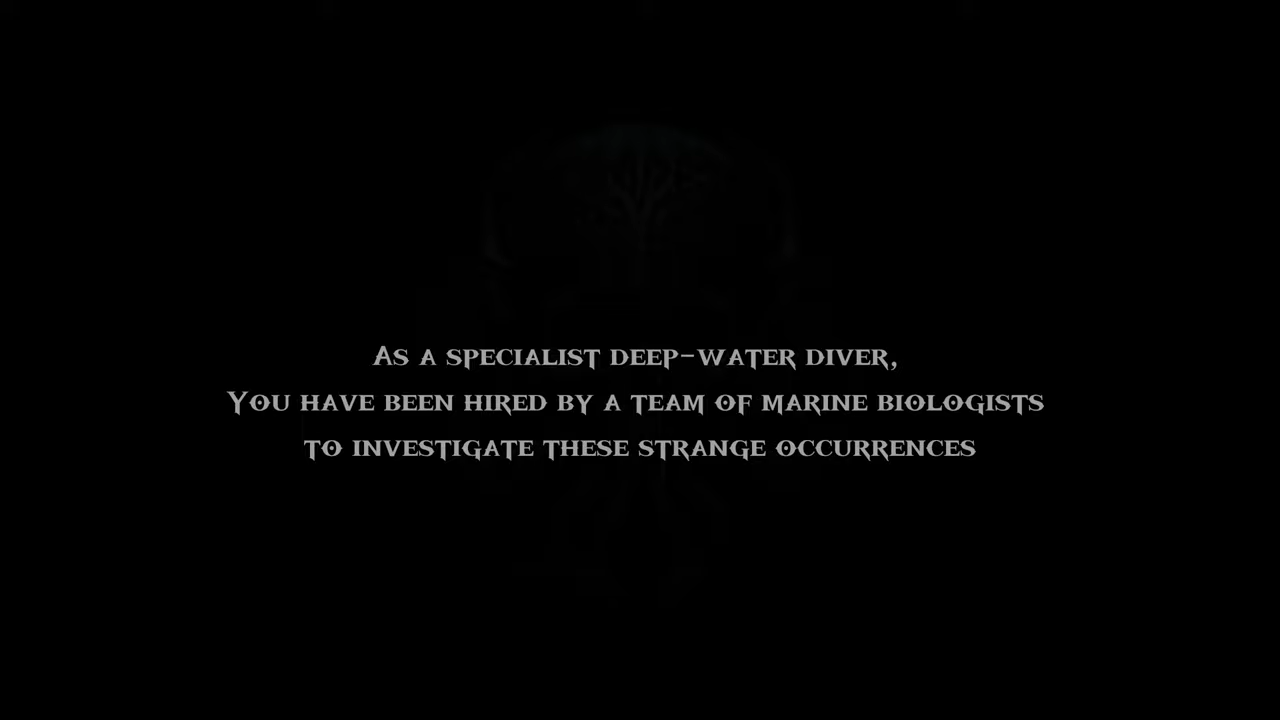 As a specialist deep-water diver,
You have been hired by a team of marine biologists
to investigate these strange occurrences